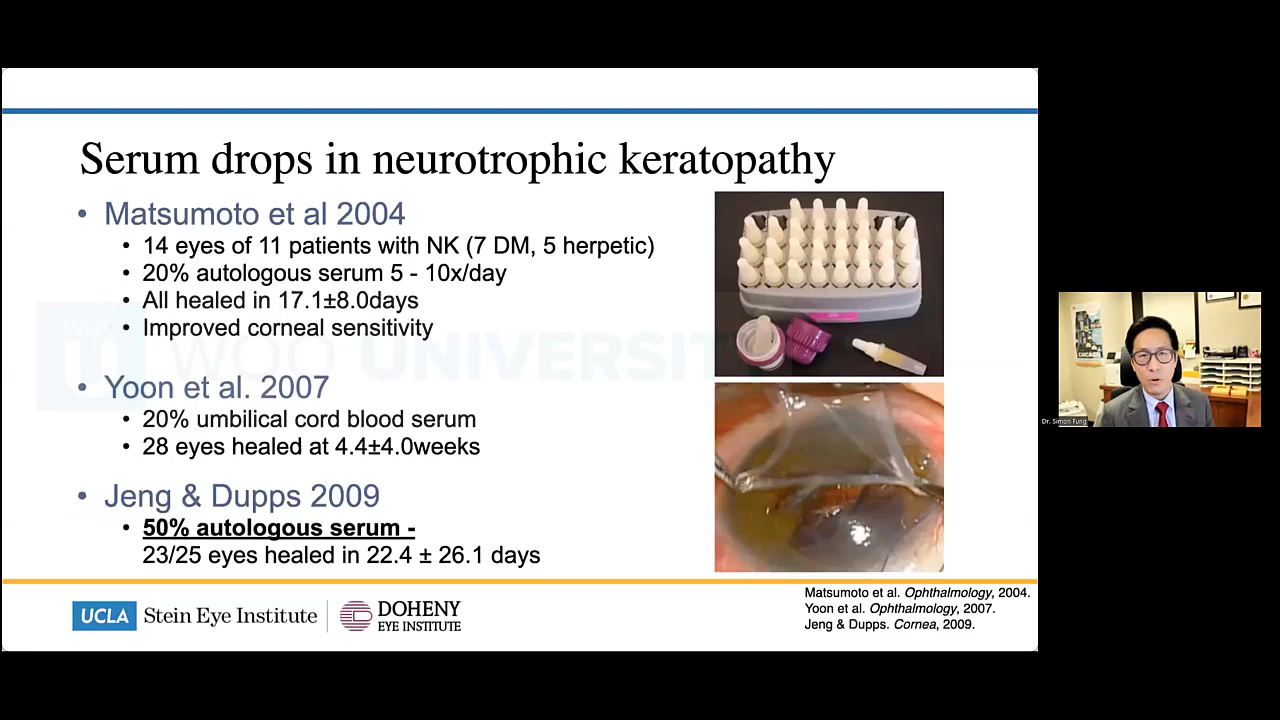 Serum drops in neurotrophic keratopathy
• Matsumoto et al 2004
• 14 eyes of 11 patients with NK (7 DM, 5 herpetic)
• 20% autologous serum 5 - 10x/day
• All healed in 17.1±8.0days
• Improved corneal sensitivity
• Yoon et al. 2007
• 20% umbilical cord blood serum
• 28 eyes healed at 4.4±4.0weeks
• Jeng & Dupps 2009
• 50% autologous serum -
23/25 eyes healed in 22.4 ± 26.1 days
WOO UNIVERSITY
UCLA Stein Eye Institute
DOHENY
EYE INSTITUTE
Matsumoto et al. Ophthalmology, 2004.
Yoon et al. Ophthalmology, 2007.
Jeng & Dupps. Cornea, 2009.
Dr. Simon Fung